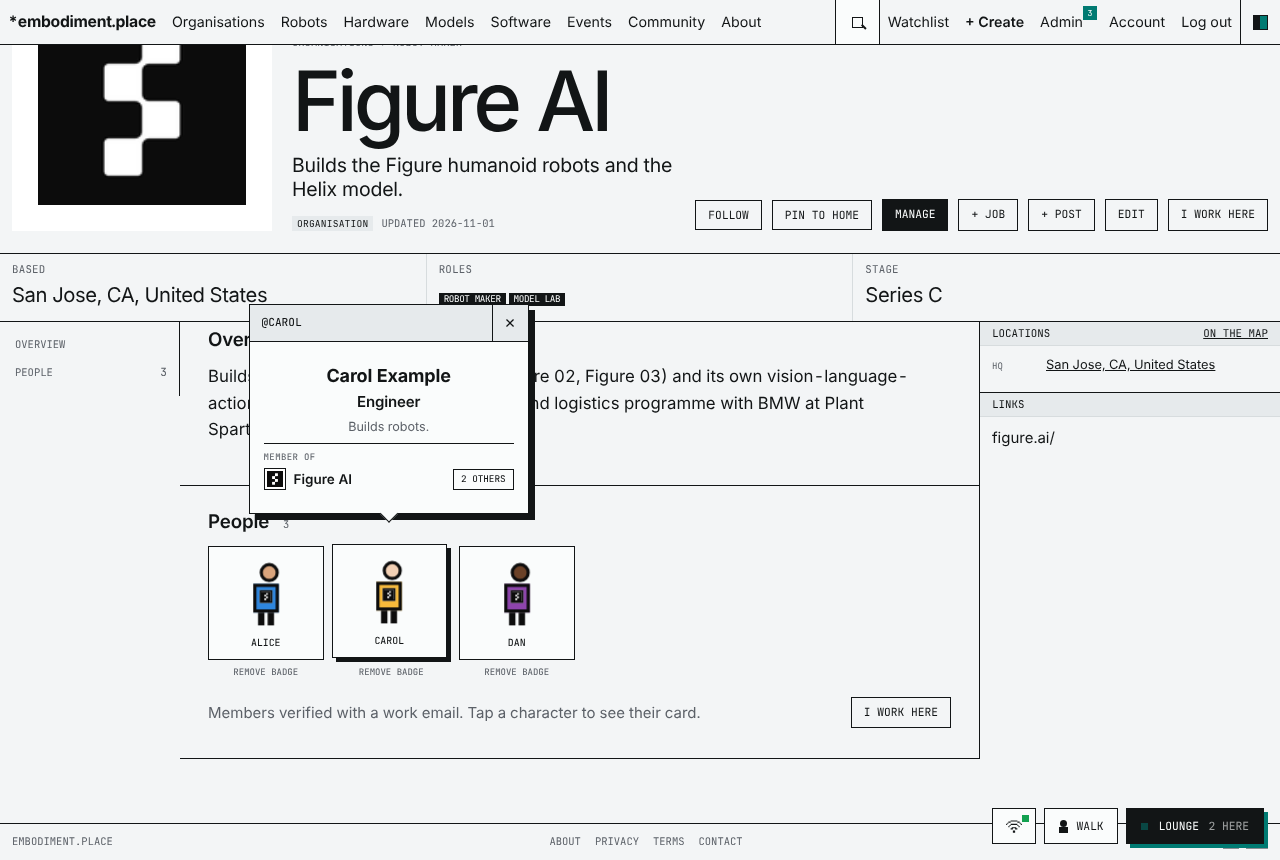 *embodiment.place Organisations Robots Hardware Models Software Events Community About Watchlist + Create Admin 3 Account Log out
Figure AI
Builds the Figure humanoid robots and the
Helix model.
ORGANISATION UPDATED 2026-11-01
FOLLOW PIN TO HOME MANAGE + JOB + POST EDIT I WORK HERE
BASED
San Jose, CA, United States
ROLES
ROBOT MAKER MODEL LAB
STAGE
Series C
OVERVIEW
PEOPLE 3
@CAROL ×
Carol Example
Engineer
Builds robots.
MEMBER OF
Figure AI 2 OTHERS
02, Figure 03) and its own vision-language-
logistics programme with BMW at Plant
People 3
ALICE CAROL DAN
REMOVE BADGE REMOVE BADGE REMOVE BADGE
Members verified with a work email. Tap a character to see their card. I WORK HERE
LOCATIONS ON THE MAP
HQ San Jose, CA, United States
LINKS
figure.ai/
WALK LOUNGE 2 HERE
EMBODIMENT.PLACE ABOUT PRIVACY TERMS CONTACT